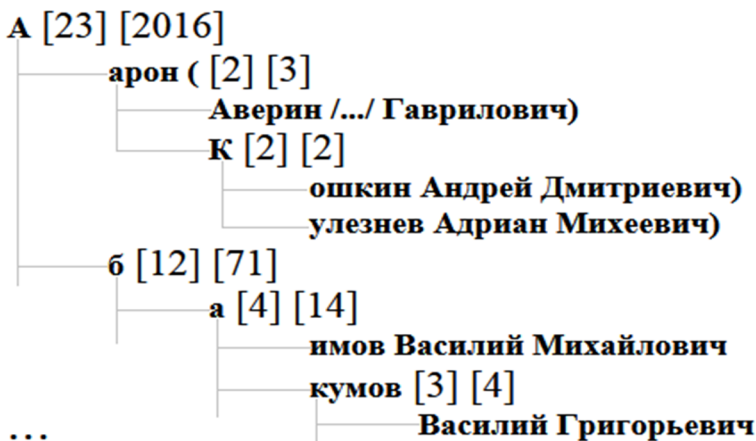 А [23] [2016]
арон ( [2] [3]
Аверин /.../ Гаврилович)
К [2] [2]
ошкин Андрей Дмитриевич)
улезнев Адриан Михеевич)
б [12] [71]
а [4] [14]
имов Василий Михайлович
кумов [3] [4]
Василий Григорьевич
...